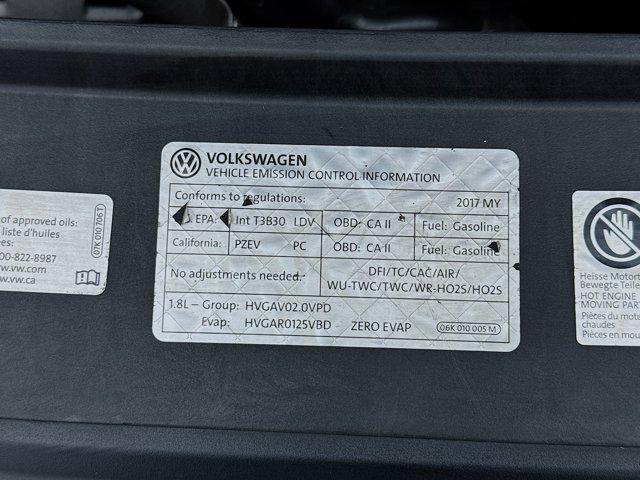 VOLKSWAGEN
VEHICLE EMISSION CONTROL INFORMATION
Conforms to regulations: 2017 MY
EPA: Int T3B30 LDV OBD: CA II Fuel: Gasoline
California: PZEV PC OBD: CA II Fuel: Gasoline
No adjustments needed.
DFI/TC/CAC/AIR/
WU-TWC/TWC/WR-HO2S/HO2S
1.8L – Group: HVGAV02.0VPD
Evap: HVGAR0125VBD ZERO EVAP 06K 010 005 M
of approved oils:
liste d'huiles
ées:
00-822-8987
vw.com
vw.ca
07K 010 706 T
Heisse Motort
Bewegte Teile
HOT ENGINE
MOVING PAR
Pièces du mote
chaudes
Pièces en mou